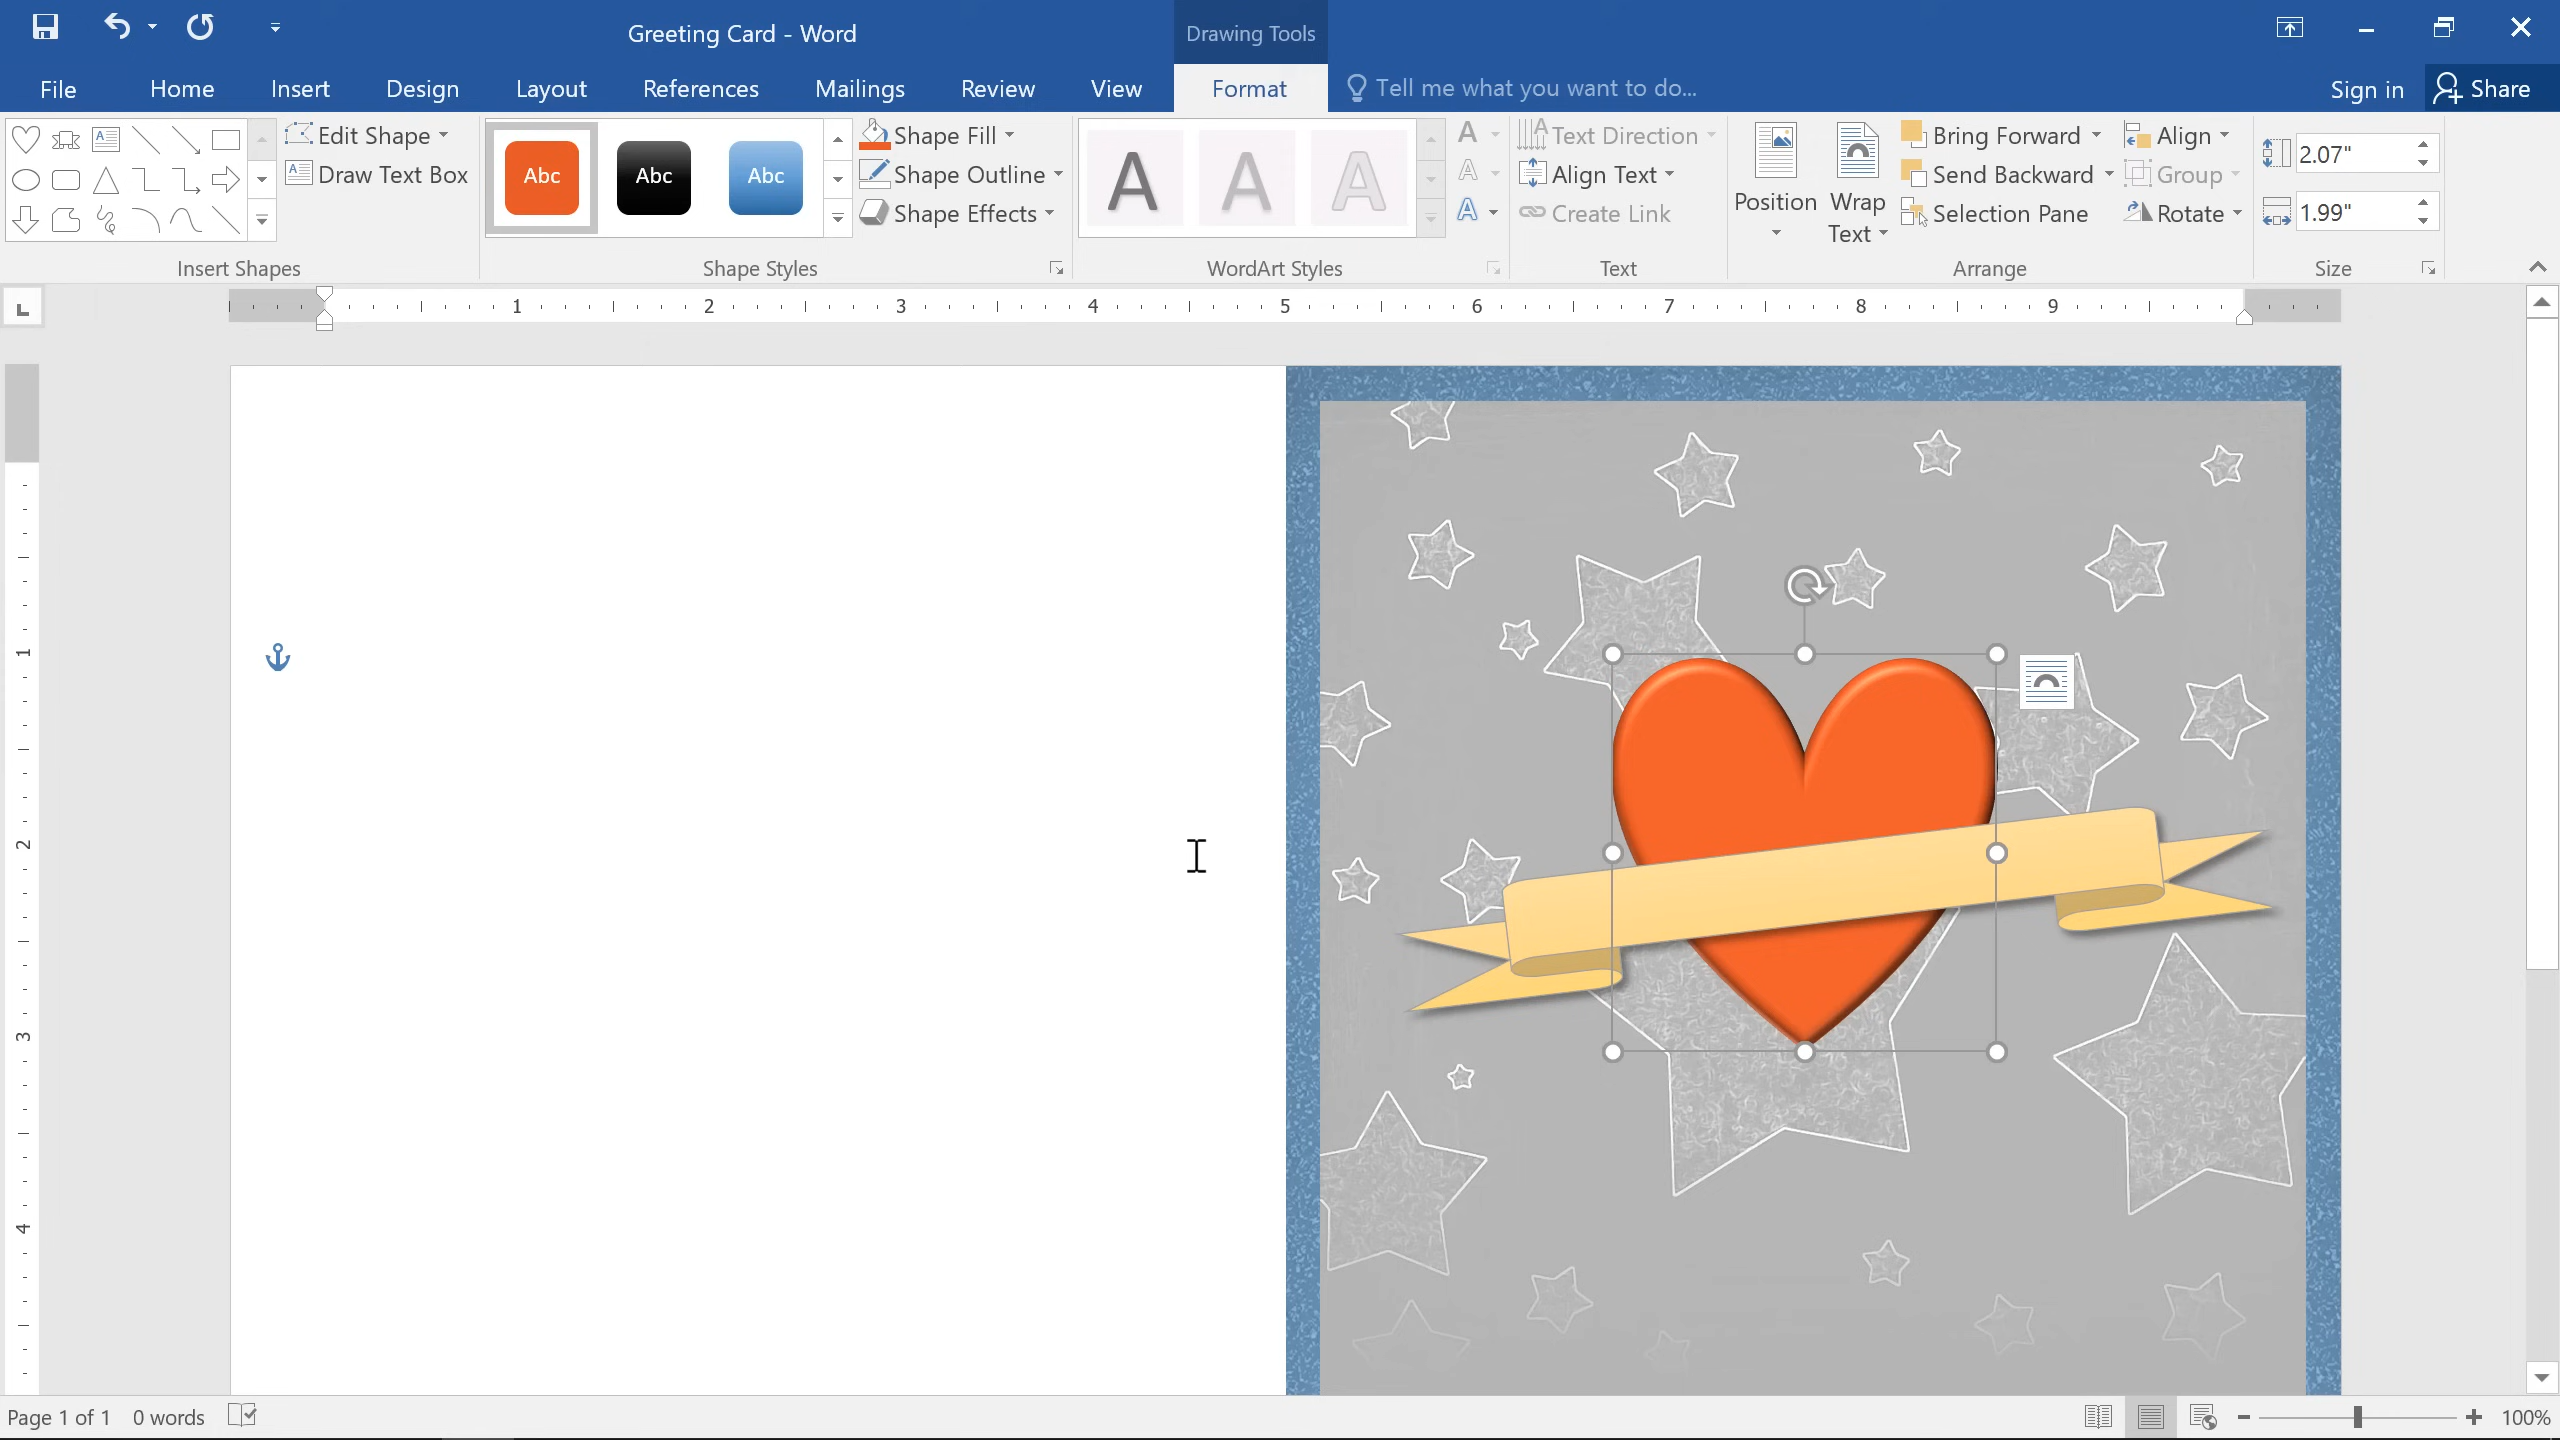 Greeting Card - Word
Drawing Tools
File Home Insert Design Layout References Mailings Review View Format Tell me what you want to do... Sign in Share
Edit Shape
Draw Text Box
Insert Shapes
Abc Abc Abc
Shape Fill
Shape Outline
Shape Effects
Shape Styles
A A A
A
A
A
WordArt Styles
Text Direction
Align Text
Create Link
Text
Position
Wrap
Text
Bring Forward
Send Backward
Selection Pane
Align
Group
Rotate
Arrange
2.07"
1.99"
Size
1 2 3 4 5 6 7 8 9
1
2
3
4
Page 1 of 1 0 words
100%